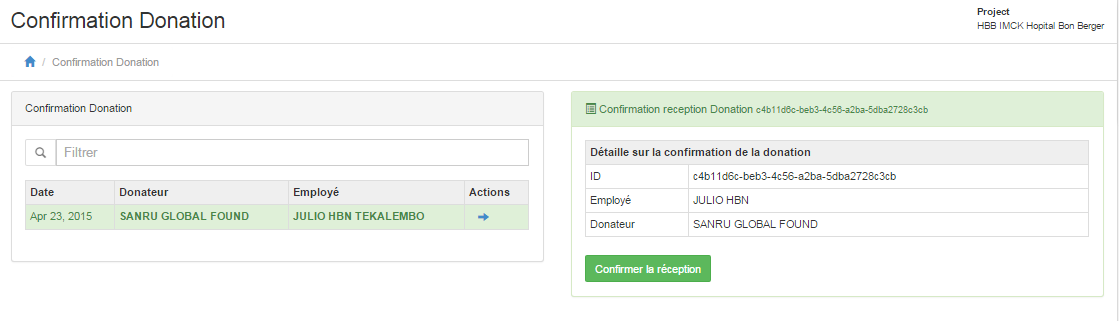 Confirmation Donation
Project
HBB IMCK Hopital Bon Berger
/ Confirmation Donation
Confirmation Donation
Filtrer
Date Donateur Employé Actions
Apr 23, 2015 SANRU GLOBAL FOUND JULIO HBN TEKALEMBO
Confirmation reception Donation c4b11d6c-beb3-4c56-a2ba-5dba2728c3cb
Détaille sur la confirmation de la donation
ID c4b11d6c-beb3-4c56-a2ba-5dba2728c3cb
Employé JULIO HBN
Donateur SANRU GLOBAL FOUND
Confirmer la réception